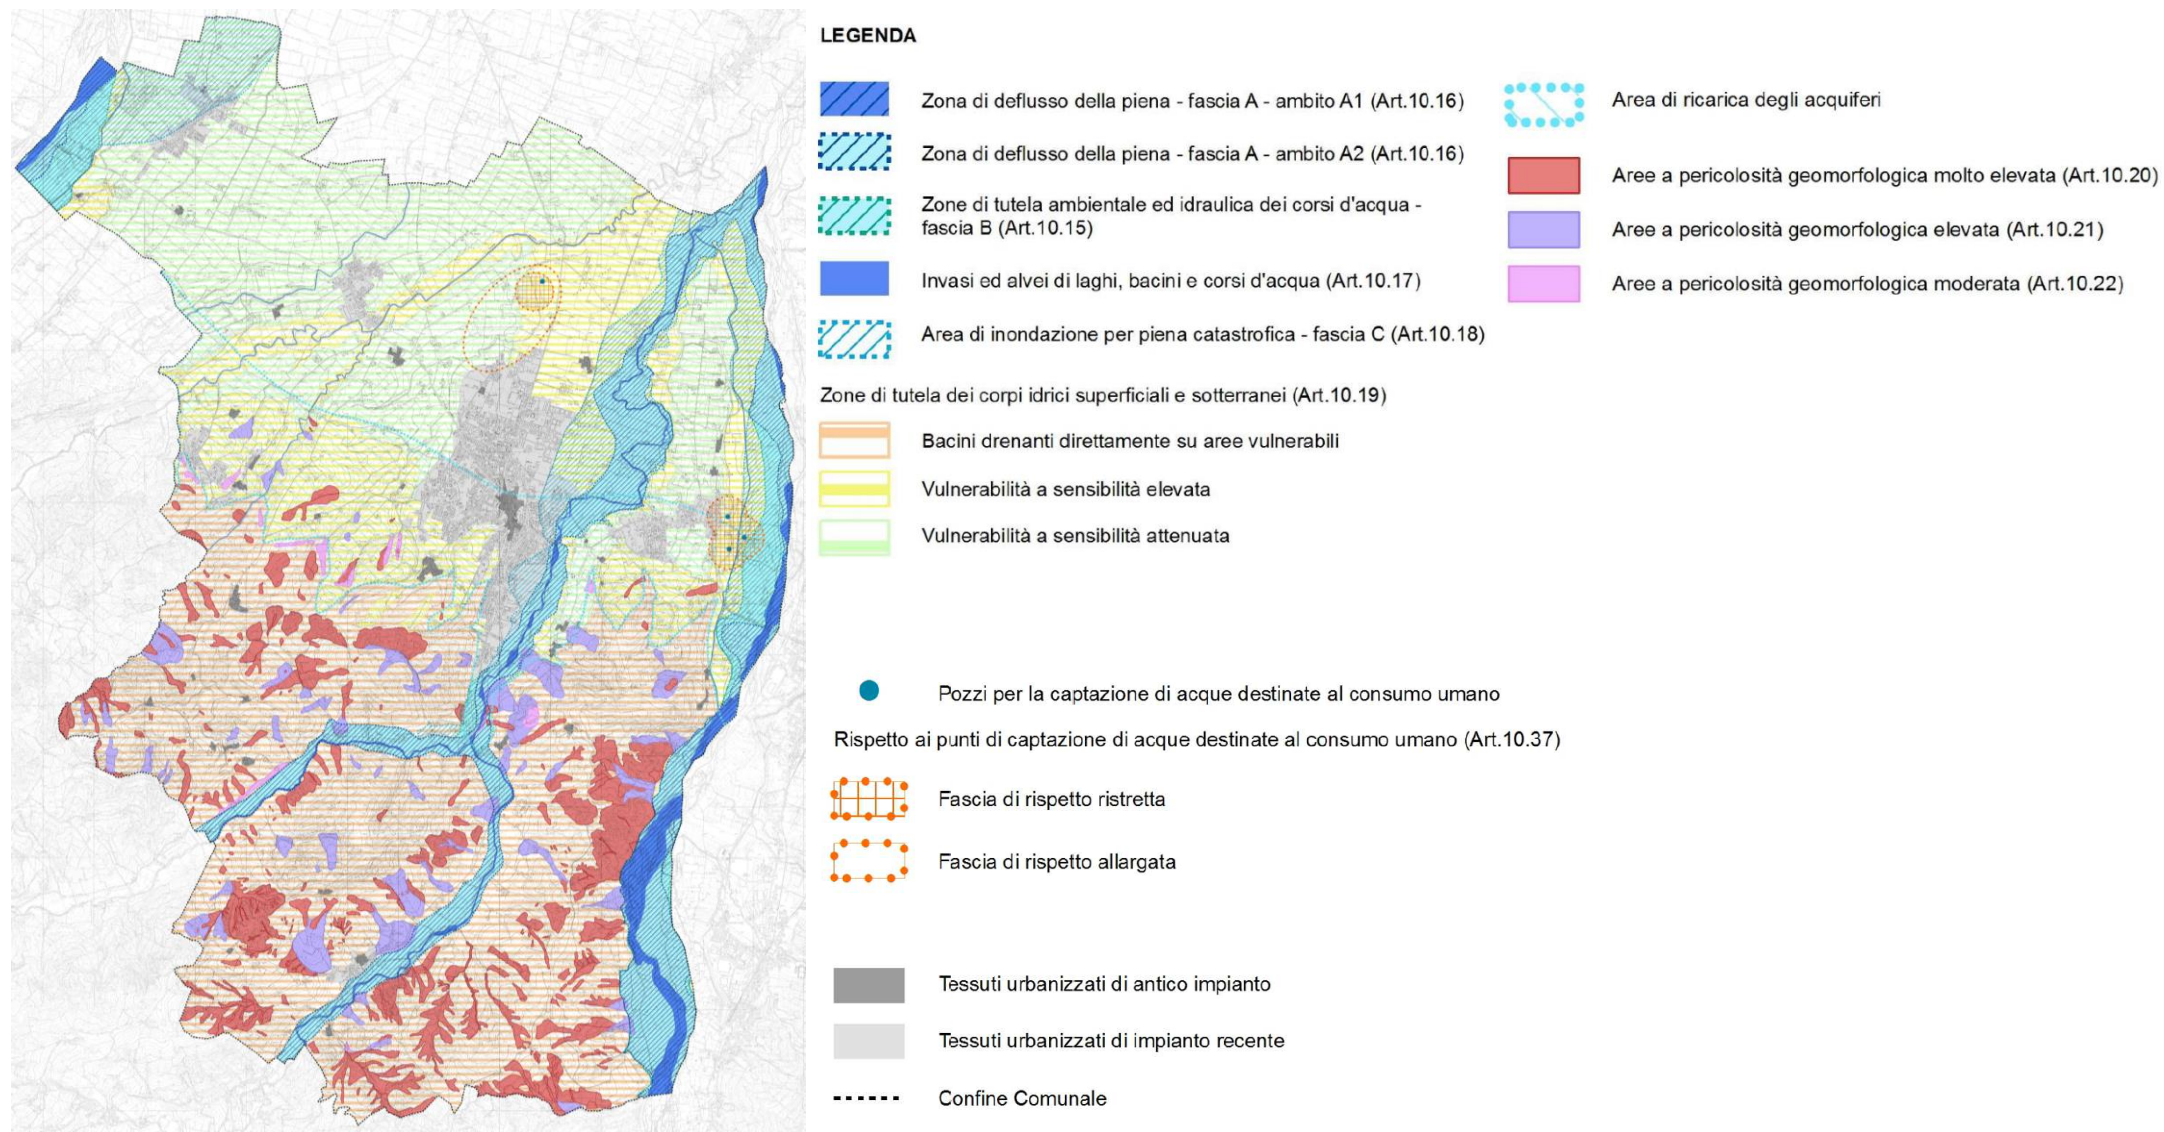 LEGENDA
Zona di deflusso della piena - fascia A - ambito A1 (Art.10.16)
Zona di deflusso della piena - fascia A - ambito A2 (Art.10.16)
Zone di tutela ambientale ed idraulica dei corsi d'acqua -
fascia B (Art.10.15)
Invasi ed alvei di laghi, bacini e corsi d'acqua (Art.10.17)
Area di inondazione per piena catastrofica - fascia C (Art.10.18)
Zone di tutela dei corpi idrici superficiali e sotterranei (Art.10.19)
Bacini drenanti direttamente su aree vulnerabili
Vulnerabilità a sensibilità elevata
Vulnerabilità a sensibilità attenuata
Pozzi per la captazione di acque destinate al consumo umano
Rispetto ai punti di captazione di acque destinate al consumo umano (Art.10.37)
Fascia di rispetto ristretta
Fascia di rispetto allargata
Tessuti urbanizzati di antico impianto
Tessuti urbanizzati di impianto recente
Confine Comunale
Area di ricarica degli acquiferi
Aree a pericolosità geomorfologica molto elevata (Art.10.20)
Aree a pericolosità geomorfologica elevata (Art.10.21)
Aree a pericolosità geomorfologica moderata (Art.10.22)